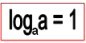 logₐa = 1